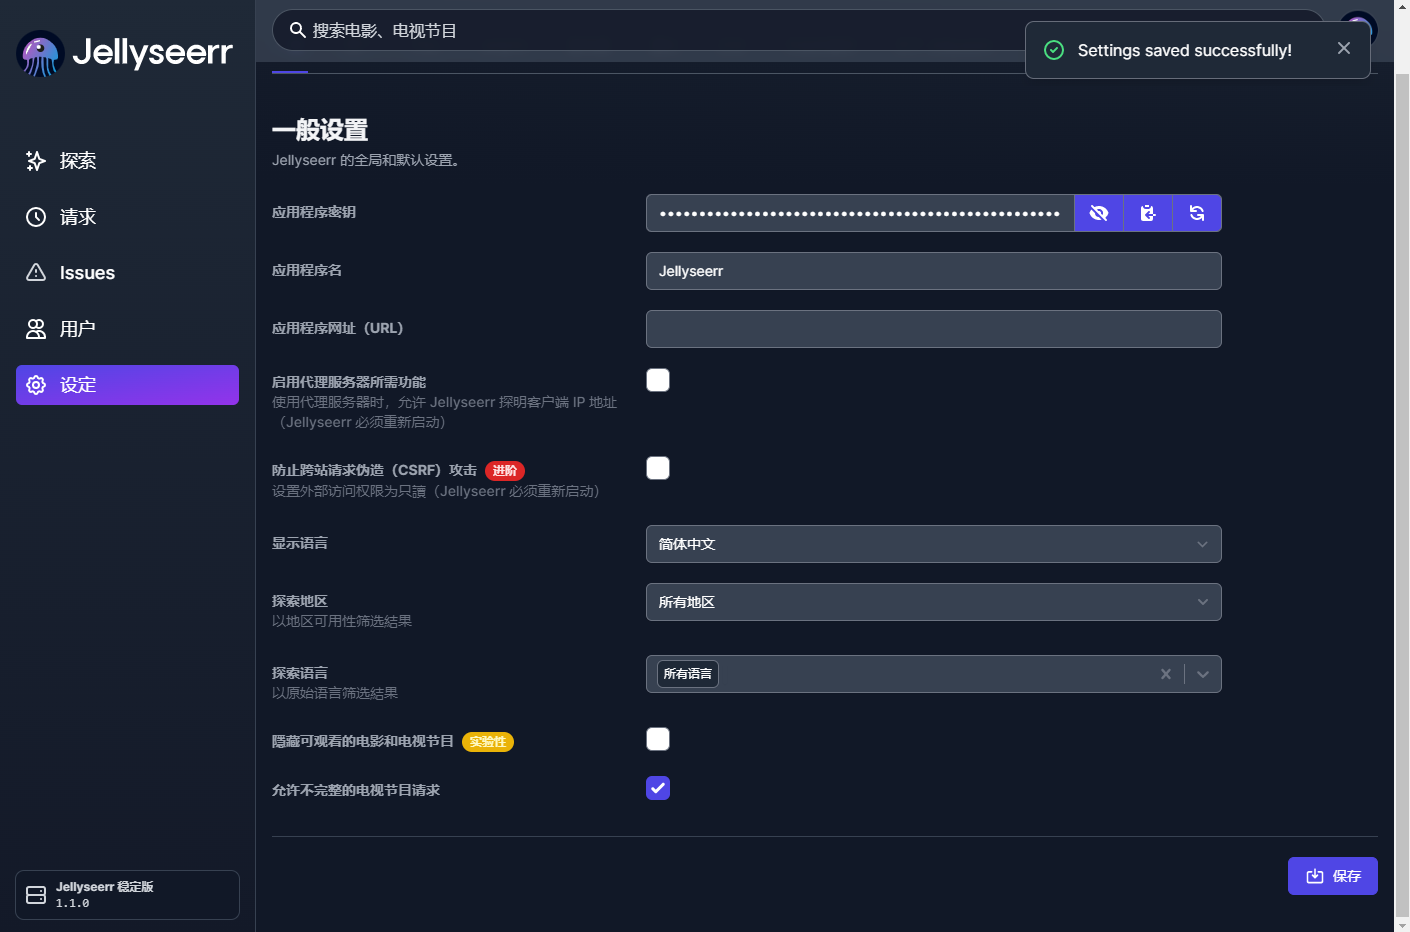 Jellyseerr
搜索电影、电视节目
Settings saved successfully!
探索
请求
Issues
用户
设定
一般设置
Jellyseerr 的全局和默认设置。
应用程序密钥
••••••••••••••••••••••••••••••••••••••••••••••••••••
应用程序名
Jellyseerr
应用程序网址（URL）
启用代理服务器所需功能
使用代理服务器时，允许 Jellyseerr 探明客户端 IP 地址
（Jellyseerr 必须重新启动）
防止跨站请求伪造（CSRF）攻击 进阶
设置外部访问权限为只讀（Jellyseerr 必须重新启动）
显示语言
简体中文
探索地区
以地区可用性筛选结果
所有地区
探索语言
以原始语言筛选结果
所有语言
隐藏可观看的电影和电视节目 实验性
允许不完整的电视节目请求
保存
Jellyseerr 稳定版
1.1.0